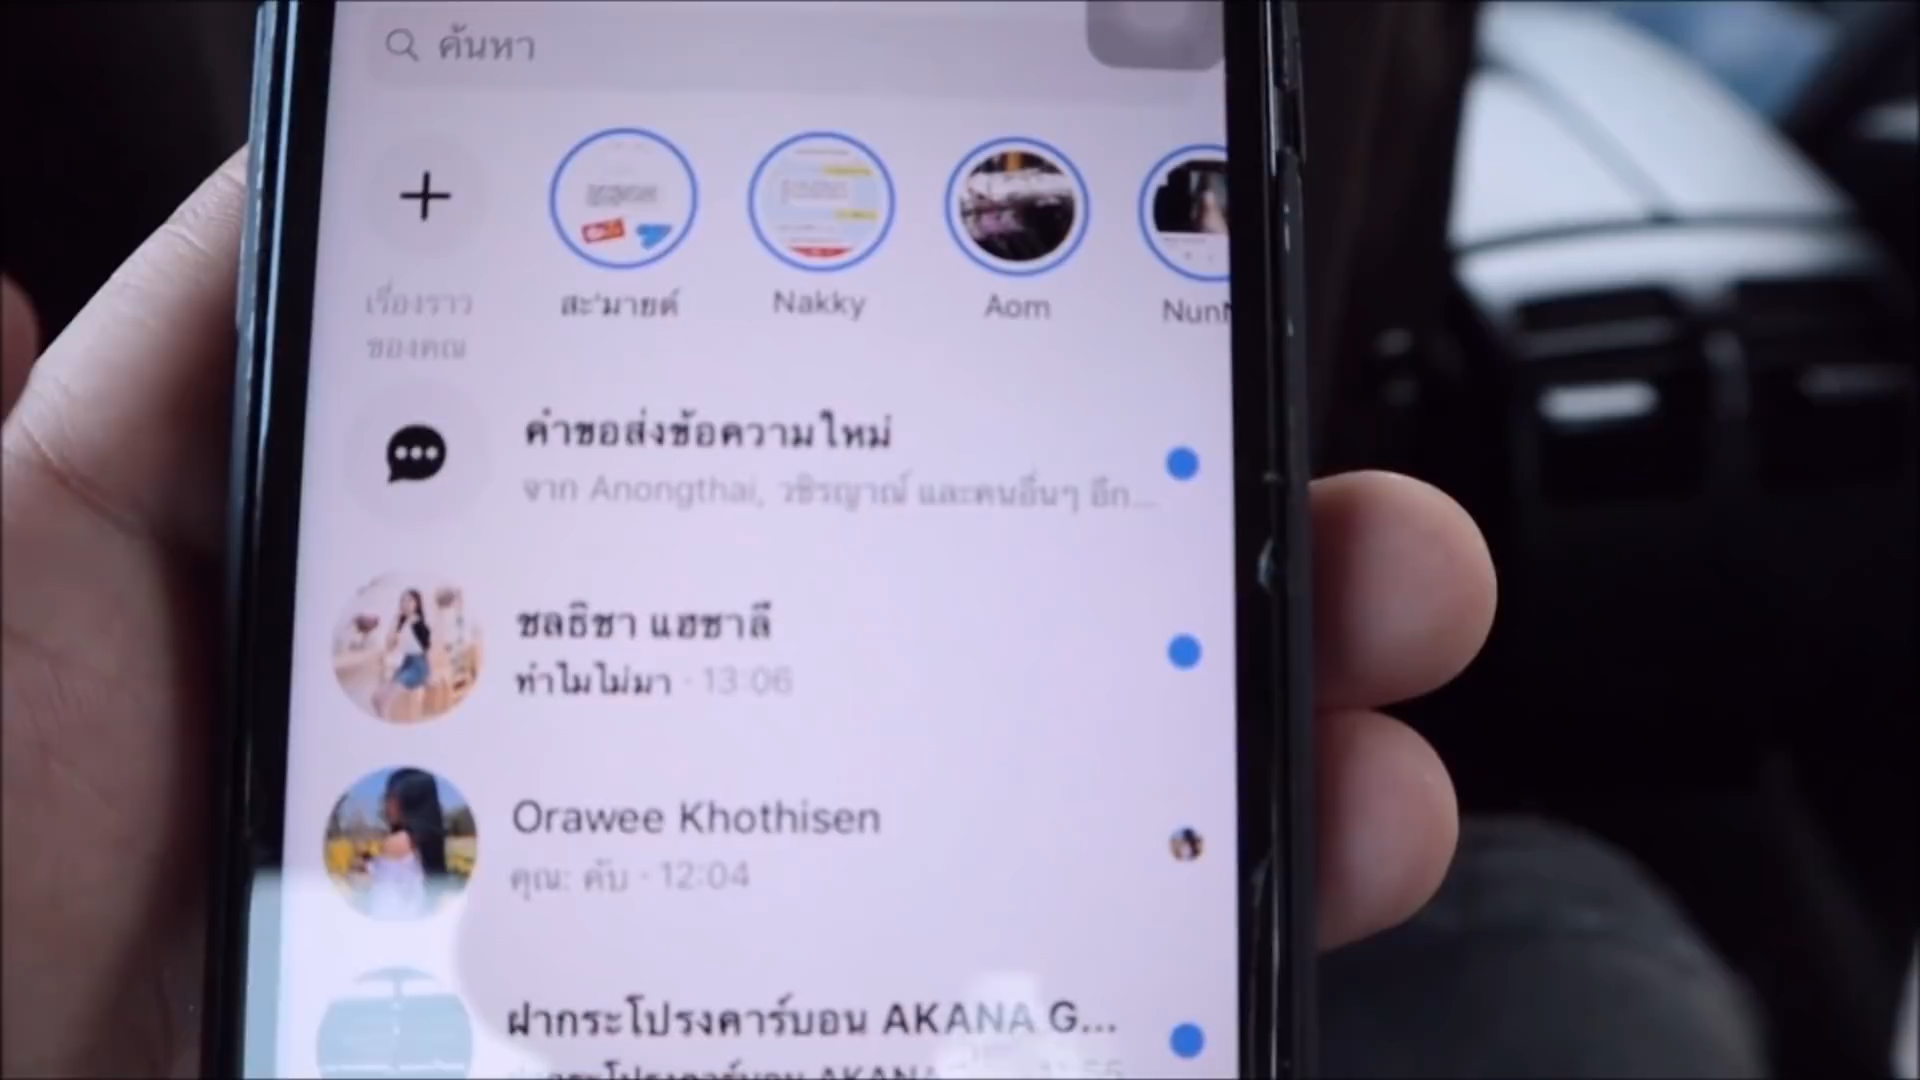 ค้นหา
เรื่องราว
ของคุณ
สะ'มายด์
Nakky
Aom
NunN
คำขอส่งข้อความใหม่
จาก Anongthai, วชิรญาณ์ และคนอื่นๆ อีก...
ชลธิชา แฮชาลี
ทำไมไม่มา · 13:06
Orawee Khothisen
คุณ: คับ · 12:04
ฝากระโปรงคาร์บอน AKANA G...